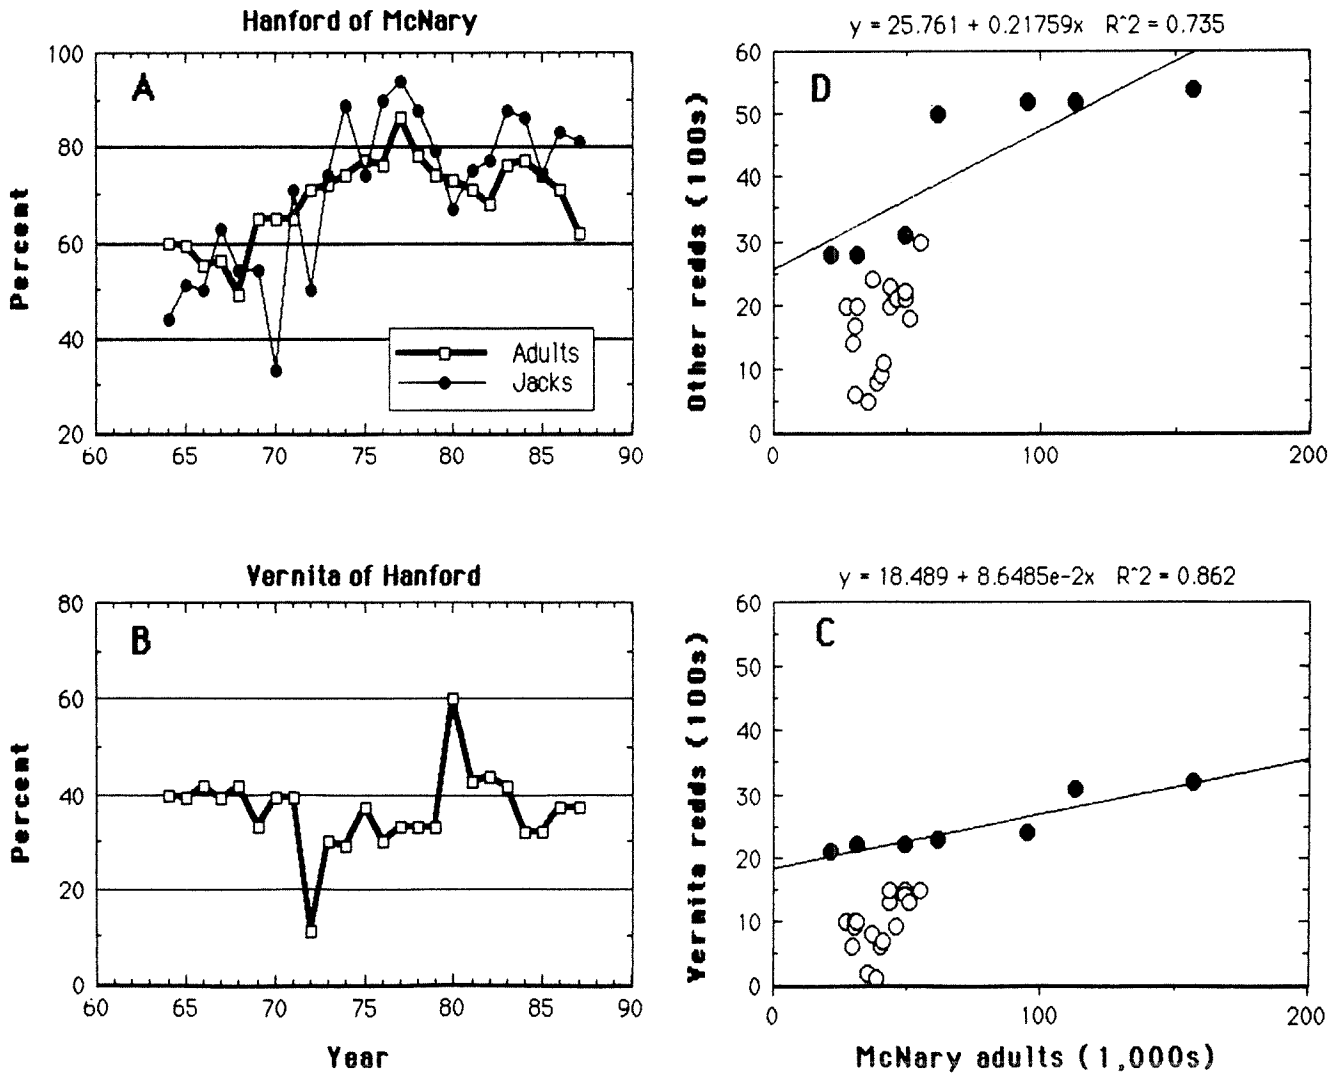 Hanford of McNary
A
100
80
60
40
20
Percent
Adults
Jacks
60 65 70 75 80 85 90
y = 25.761 + 0.21759x R^2 = 0.735
D
60
50
40
30
20
10
0
Other redds (100s)
0 100 200
Vernita of Hanford
B
80
60
40
20
0
Percent
60 65 70 75 80 85 90
Year
y = 18.489 + 8.6485e-2x R^2 = 0.862
C
60
50
40
30
20
10
0
Vernita redds (100s)
0 100 200
McNary adults (1,000s)